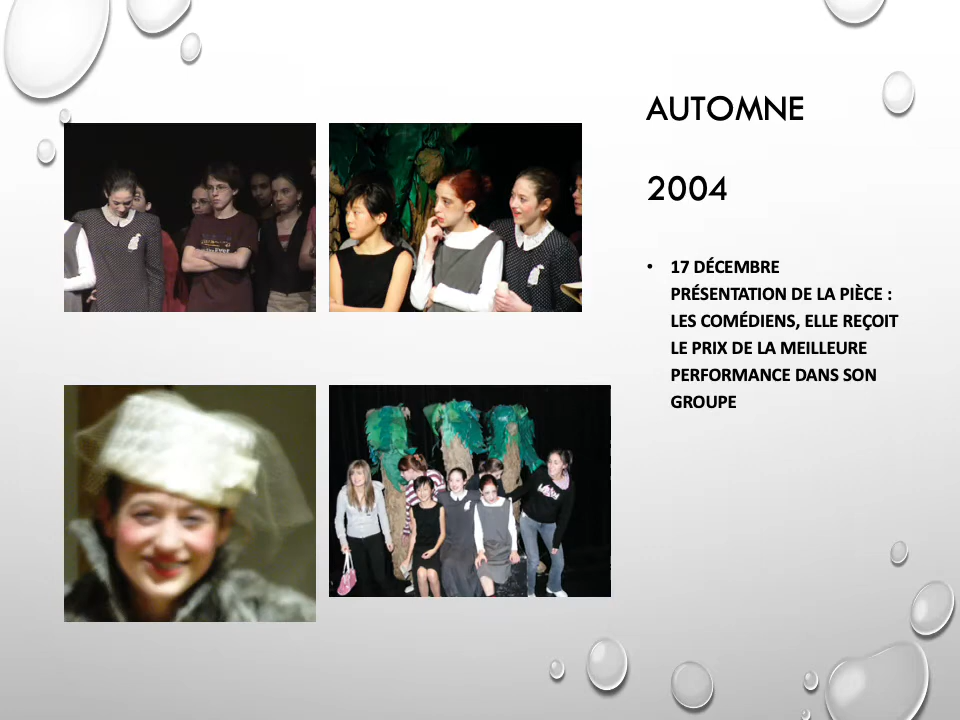 AUTOMNE
2004
• 17 DÉCEMBRE
PRÉSENTATION DE LA PIÈCE :
LES COMÉDIENS, ELLE REÇOIT
LE PRIX DE LA MEILLEURE
PERFORMANCE DANS SON
GROUPE